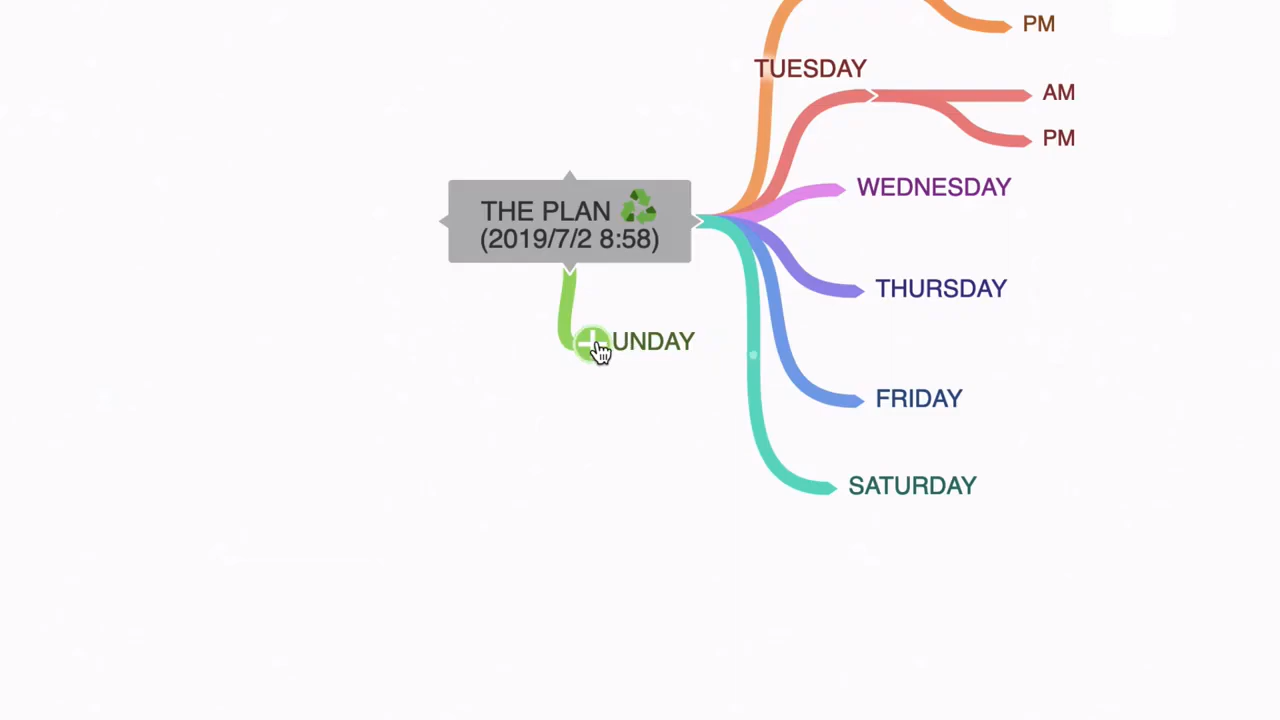 PM
TUESDAY
AM
PM
WEDNESDAY
THE PLAN ♻
(2019/7/2 8:58)
THURSDAY
UNDAY
FRIDAY
SATURDAY